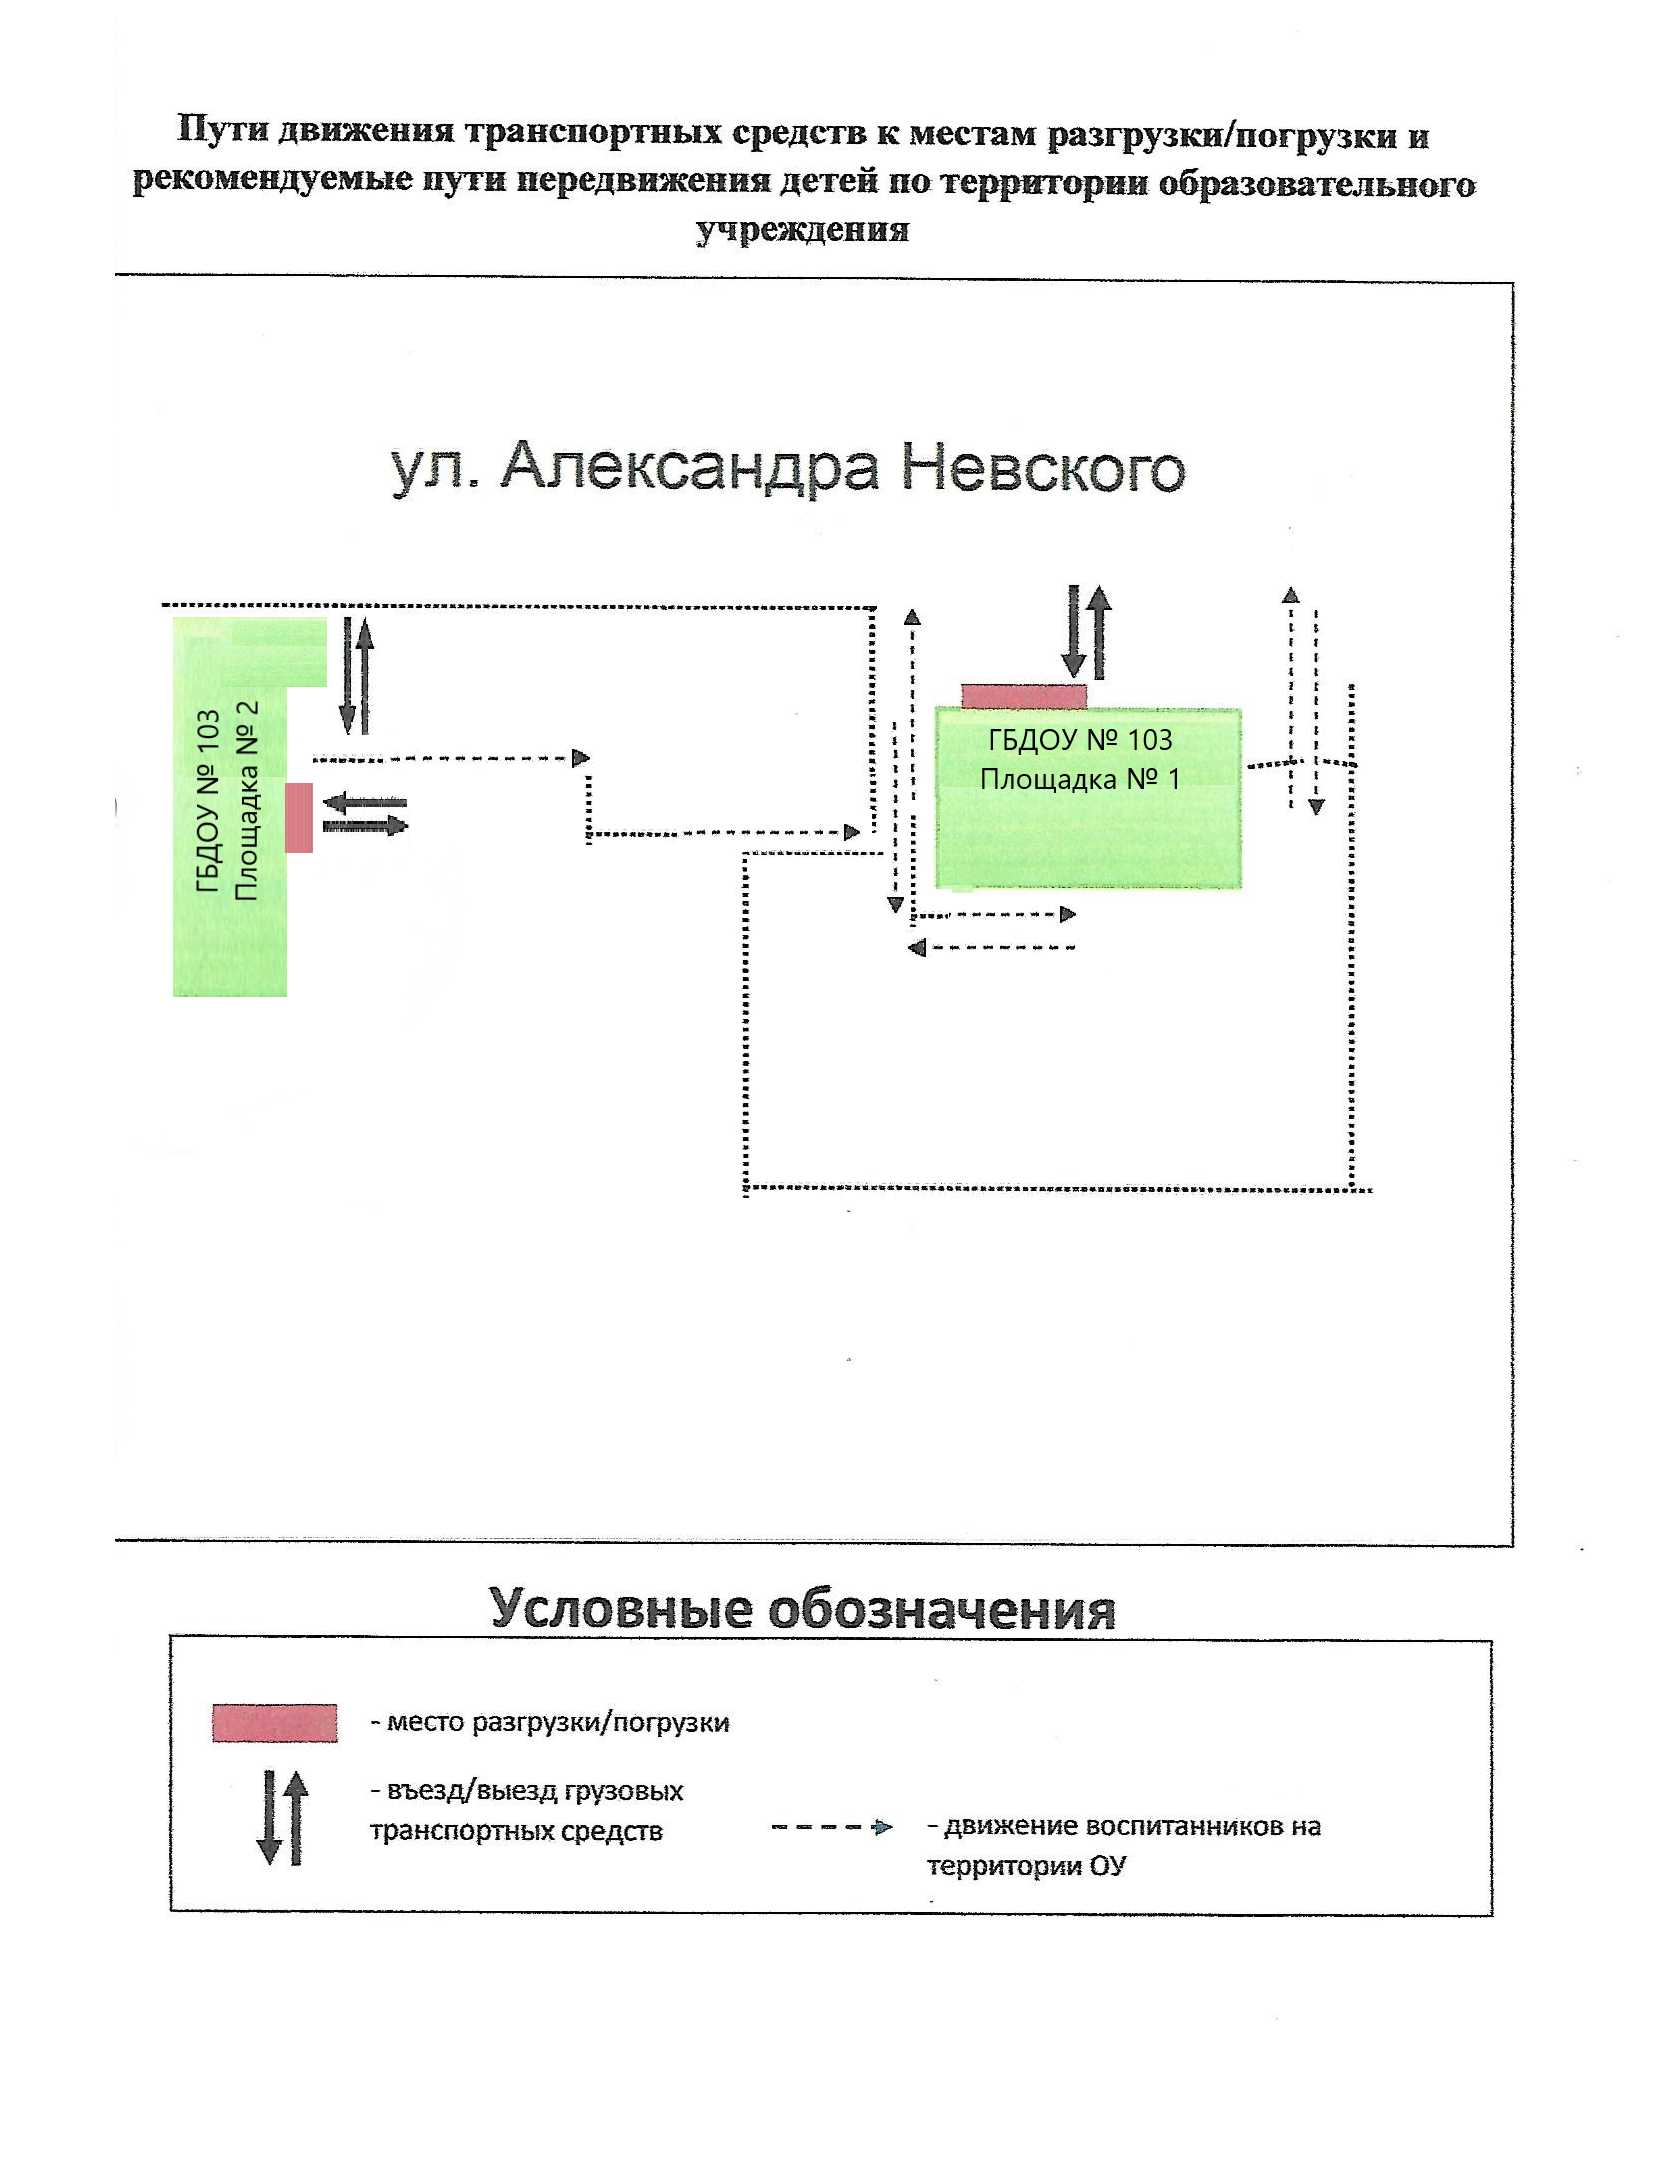 Пути движения транспортных средств к местам разгрузки/погрузки и
рекомендуемые пути передвижения детей по территории образовательного
учреждения
ул. Александра Невского
ГБДОУ № 103
Площадка № 2
ГБДОУ № 103
Площадка № 1
Условные обозначения
- место разгрузки/погрузки
- въезд/выезд грузовых
транспортных средств
- движение воспитанников на
территории ОУ